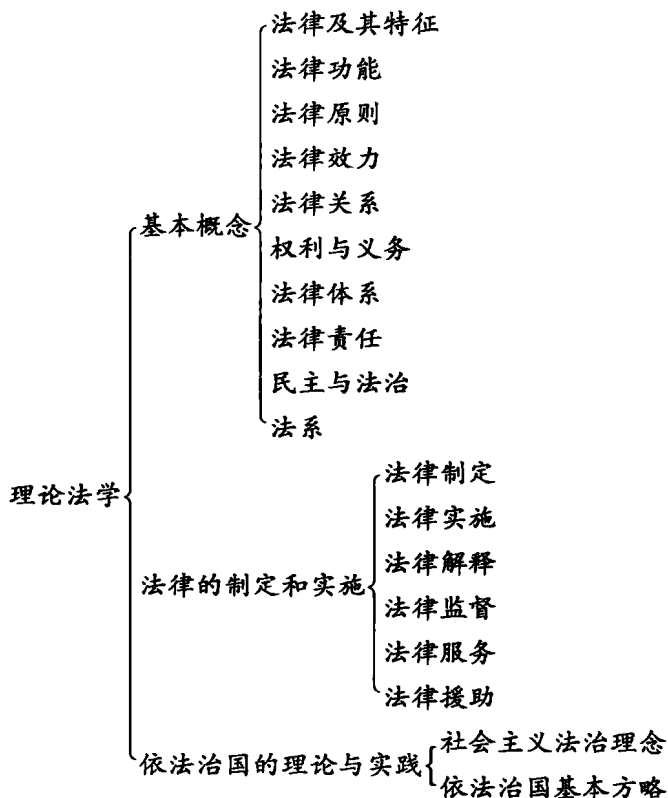 法律及其特征
法律功能
法律原则
法律效力
法律关系
基本概念
权利与义务
法律体系
法律责任
民主与法治
法系
理论法学
法律制定
法律实施
法律解释
法律的制定和实施
法律监督
法律服务
法律援助
依法治国的理论与实践
社会主义法治理念
依法治国基本方略